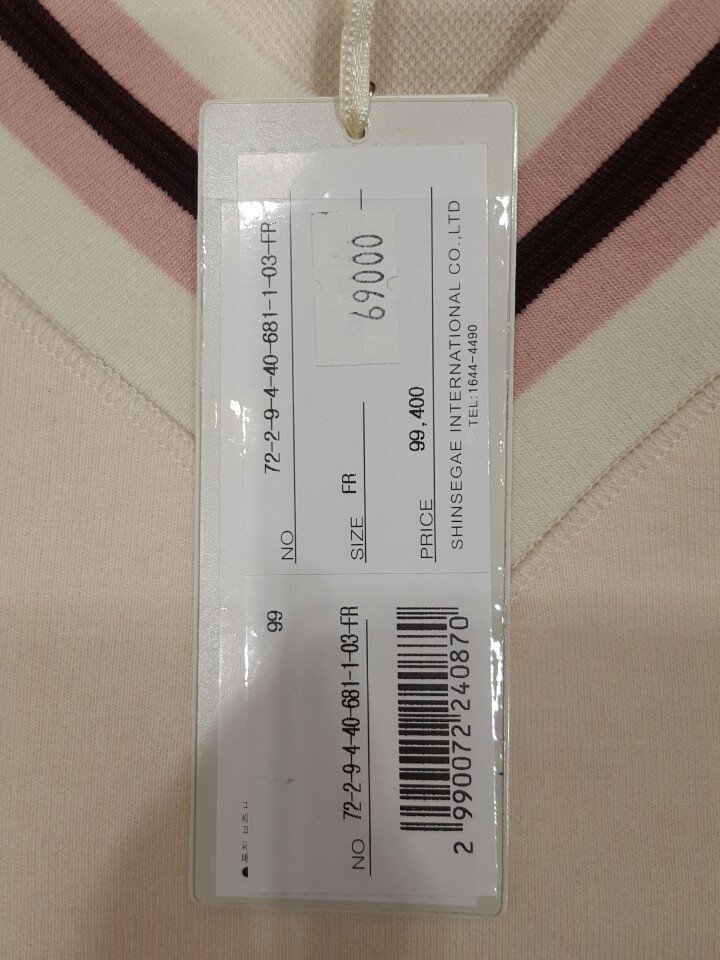 NO 72-2-9-4-40-681-1-03-FR
69000
SIZE FR
PRICE 99,400
SHINSEGAE INTERNATIONAL CO.,LTD
TEL:1644-4490
99
NO 72-2-9-4-40-681-1-03-FR
2 990072 240870